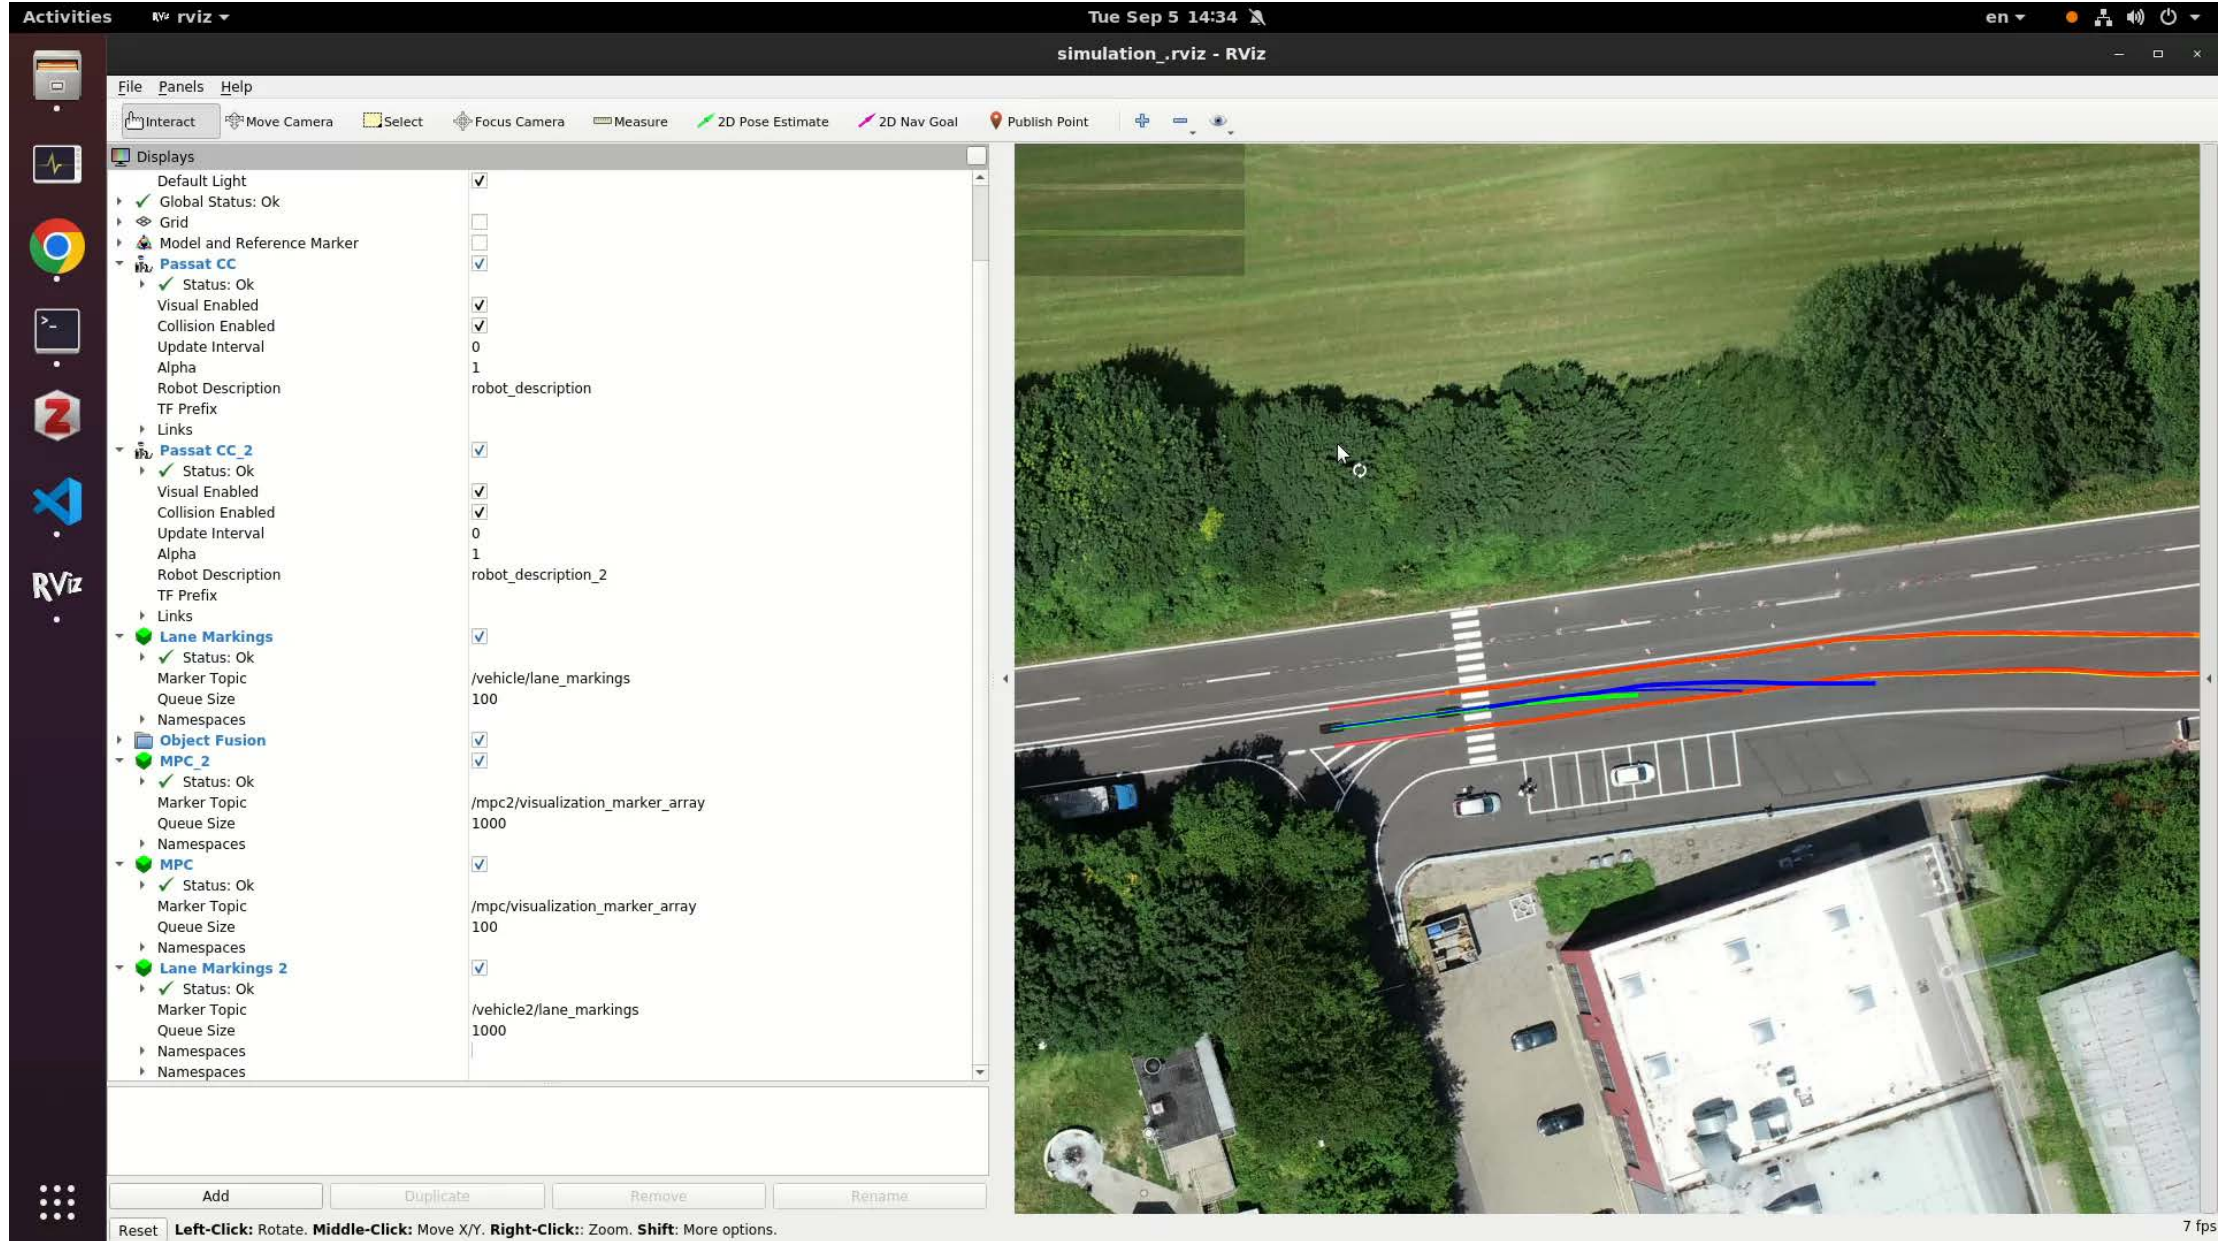 Activities rviz Tue Sep 5 14:34 en
simulation_.rviz - RViz
File Panels Help
Interact Move Camera Select Focus Camera Measure 2D Pose Estimate 2D Nav Goal Publish Point
Displays
Default Light
Global Status: Ok
Grid
Model and Reference Marker
Passat CC
Status: Ok
Visual Enabled
Collision Enabled
Update Interval 0
Alpha 1
Robot Description robot_description
TF Prefix
Links
Passat CC_2
Status: Ok
Visual Enabled
Collision Enabled
Update Interval 0
Alpha 1
Robot Description robot_description_2
TF Prefix
Links
Lane Markings
Status: Ok
Marker Topic /vehicle/lane_markings
Queue Size 100
Namespaces
Object Fusion
MPC_2
Status: Ok
Marker Topic /mpc2/visualization_marker_array
Queue Size 1000
Namespaces
MPC
Status: Ok
Marker Topic /mpc/visualization_marker_array
Queue Size 100
Namespaces
Lane Markings 2
Status: Ok
Marker Topic /vehicle2/lane_markings
Queue Size 1000
Namespaces
Namespaces
Add Duplicate Remove Rename
Reset Left-Click: Rotate. Middle-Click: Move X/Y. Right-Click:: Zoom. Shift: More options. 7 fps
Z
RViz